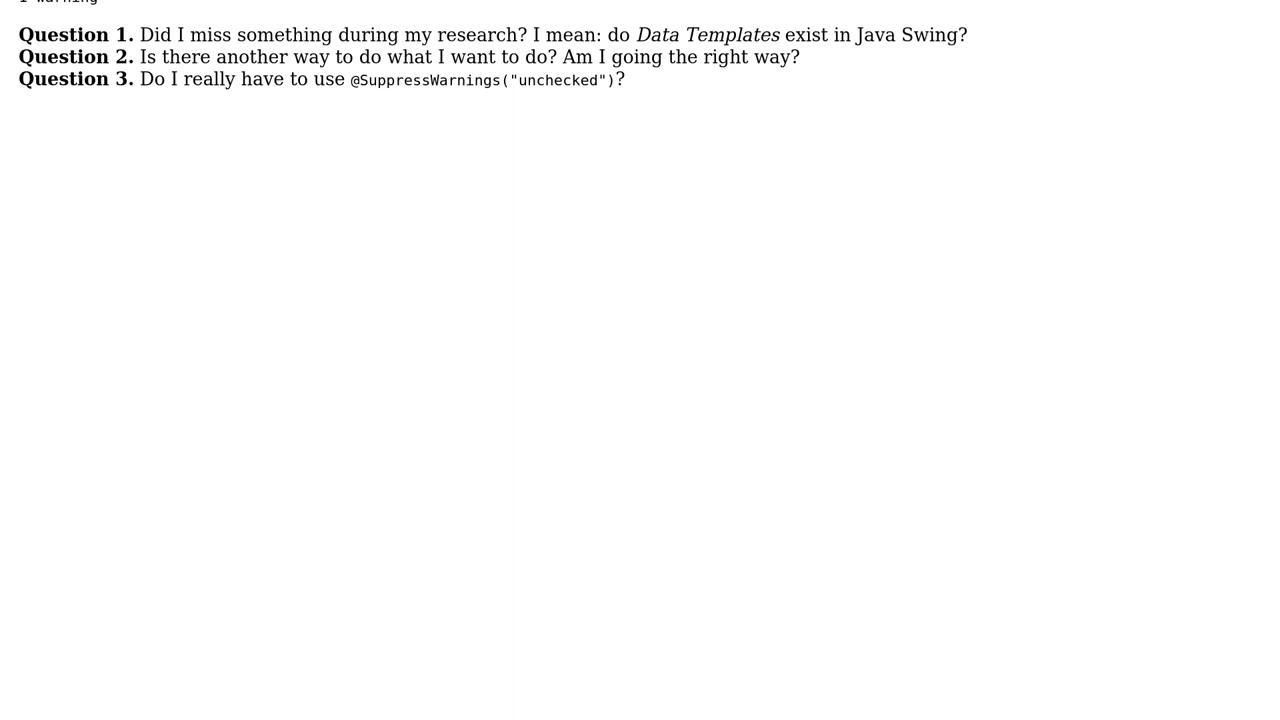 1 warning
Question 1. Did I miss something during my research? I mean: do Data Templates exist in Java Swing?
Question 2. Is there another way to do what I want to do? Am I going the right way?
Question 3. Do I really have to use @SuppressWarnings("unchecked")?